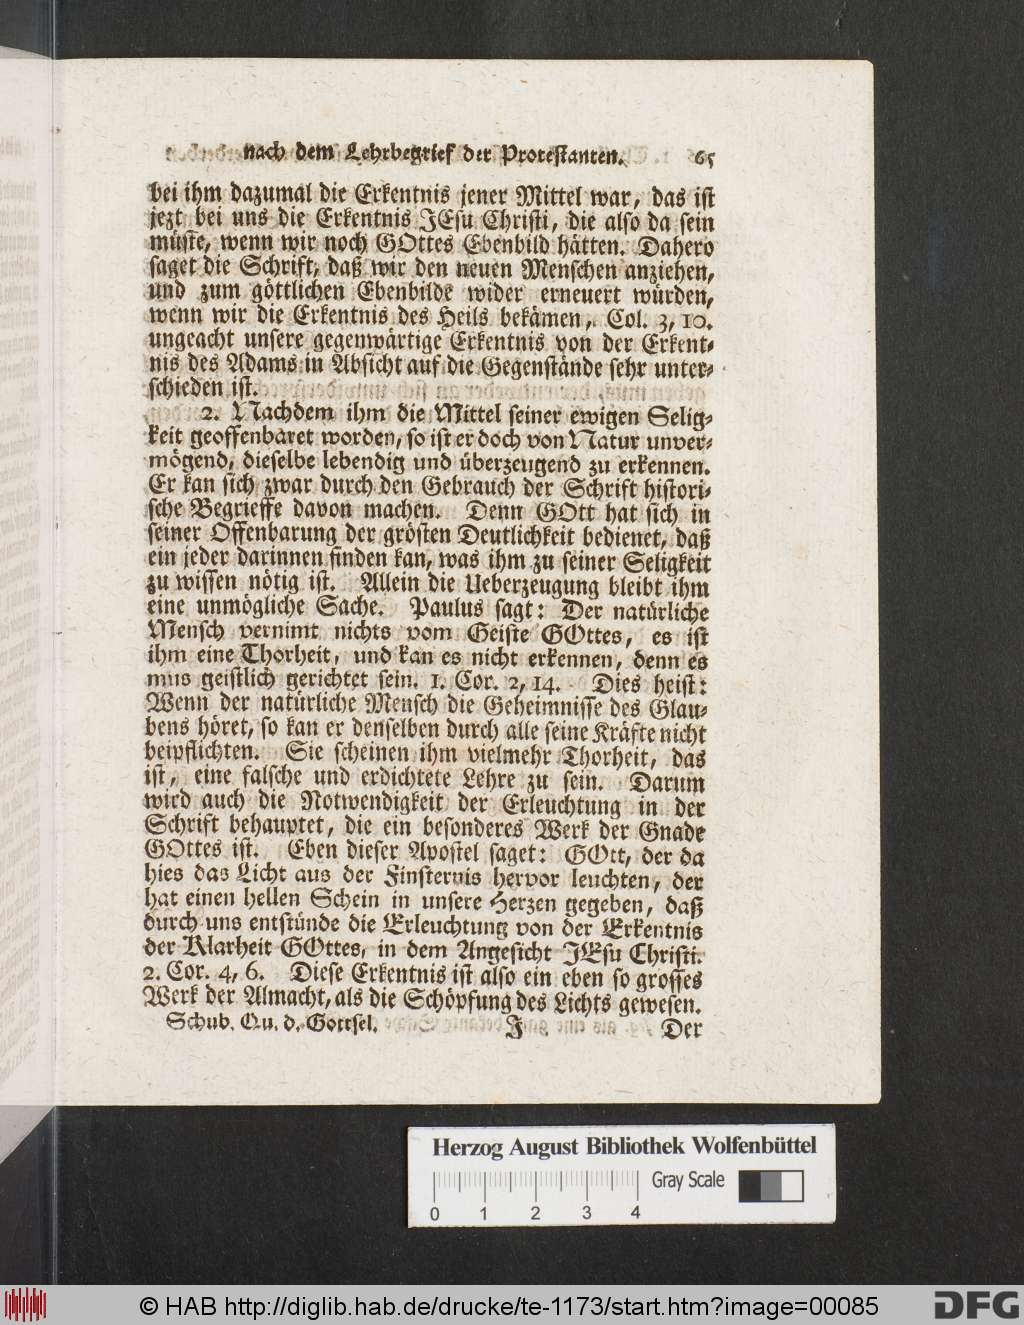 nach dem Lehrbegrief der Protestanten. 65
bei ihm dazumal die Erkentnis jener Mittel war, das ist
jezt bei uns die Erkentnis JEsu Christi, die also da sein
müste, wenn wir noch GOttes Ebenbild hätten. Dahero
saget die Schrift, daß wir den neuen Menschen anziehen,
und zum göttlichen Ebenbilde wider erneuert würden,
wenn wir die Erkentnis des Heils bekämen, Col. 3, 10.
ungeacht unsere gegenwärtige Erkentnis von der Erkent-
nis des Adams in Absicht auf die Gegenstände sehr unter-
schieden ist.
2. Nachdem ihm die Mittel seiner ewigen Selig-
keit geoffenbaret worden, so ist er doch von Natur unver-
mögend, dieselbe lebendig und überzeugend zu erkennen.
Er kan sich zwar durch den Gebrauch der Schrift histori-
sche Begrieffe davon machen. Denn GOtt hat sich in
seiner Offenbarung der grösten Deutlichkeit bedienet, daß
ein jeder darinnen finden kan, was ihm zu seiner Seligkeit
zu wissen nötig ist. Allein die Ueberzeugung bleibt ihm
eine unmögliche Sache. Paulus sagt: Der natürliche
Mensch vernimt nichts vom Geiste GOttes, es ist
ihm eine Thorheit, und kan es nicht erkennen, denn es
mus geistlich gerichtet sein. 1. Cor. 2, 14. Dies heist:
Wenn der natürliche Mensch die Geheimnisse des Glau-
bens höret, so kan er denselben durch alle seine Kräfte nicht
beipflichten. Sie scheinen ihm vielmehr Thorheit, das
ist, eine falsche und erdichtete Lehre zu sein. Darum
wird auch die Notwendigkeit der Erleuchtung in der
Schrift behauptet, die ein besonderes Werk der Gnade
GOttes ist. Eben dieser Apostel saget: GOtt, der da
hies das Licht aus der Finsternis hervor leuchten, der
hat einen hellen Schein in unsere Herzen gegeben, daß
durch uns entstünde die Erleuchtung von der Erkentnis
der Klarheit GOttes, in dem Angesicht JEsu Christi.
2. Cor. 4, 6. Diese Erkentnis ist also ein eben so grosses
Werk der Almacht, als die Schöpfung des Lichts gewesen.
Schub. Qu. d. Gottsel. J Der
Herzog August Bibliothek Wolfenbüttel
Gray Scale
0 1 2 3 4
© HAB http://diglib.hab.de/drucke/te-1173/start.htm?image=00085
DFG